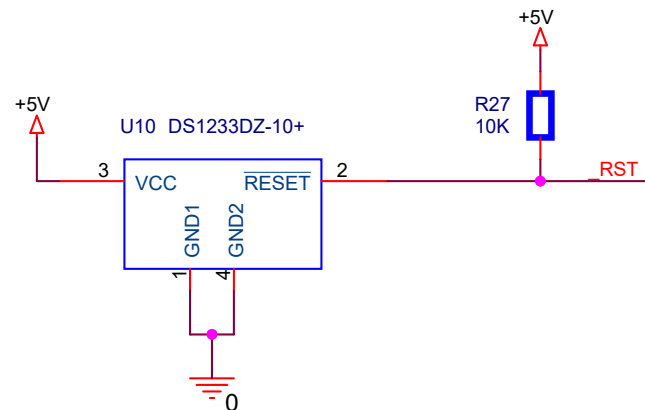 +5V
+5V
R27
10K
U10 DS1233DZ-10+
3
VCC
RESET
2
_RST
GND1
GND2
1
4
0